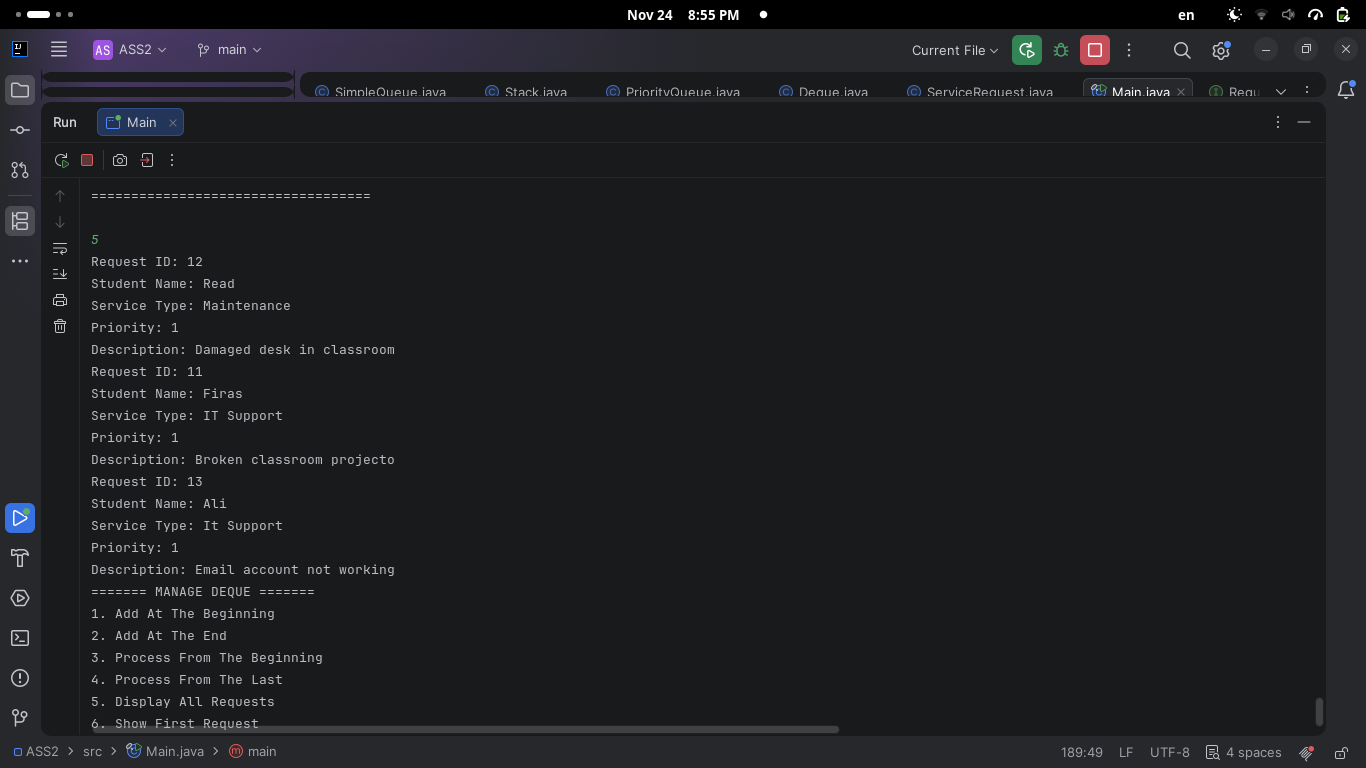 Nov 24 8:55 PM
en
AS ASS2
main
Current File
SimpleQueue.java
Stack.java
PriorityQueue.java
Deque.java
ServiceRequest.java
Main.java
Requ
Run
Main
===================================
5
Request ID: 12
Student Name: Read
Service Type: Maintenance
Priority: 1
Description: Damaged desk in classroom
Request ID: 11
Student Name: Firas
Service Type: IT Support
Priority: 1
Description: Broken classroom projecto
Request ID: 13
Student Name: Ali
Service Type: It Support
Priority: 1
Description: Email account not working
======= MANAGE DEQUE =======
1. Add At The Beginning
2. Add At The End
3. Process From The Beginning
4. Process From The Last
5. Display All Requests
6. Show First Request
ASS2 > src > Main.java > main
189:49 LF UTF-8 4 spaces